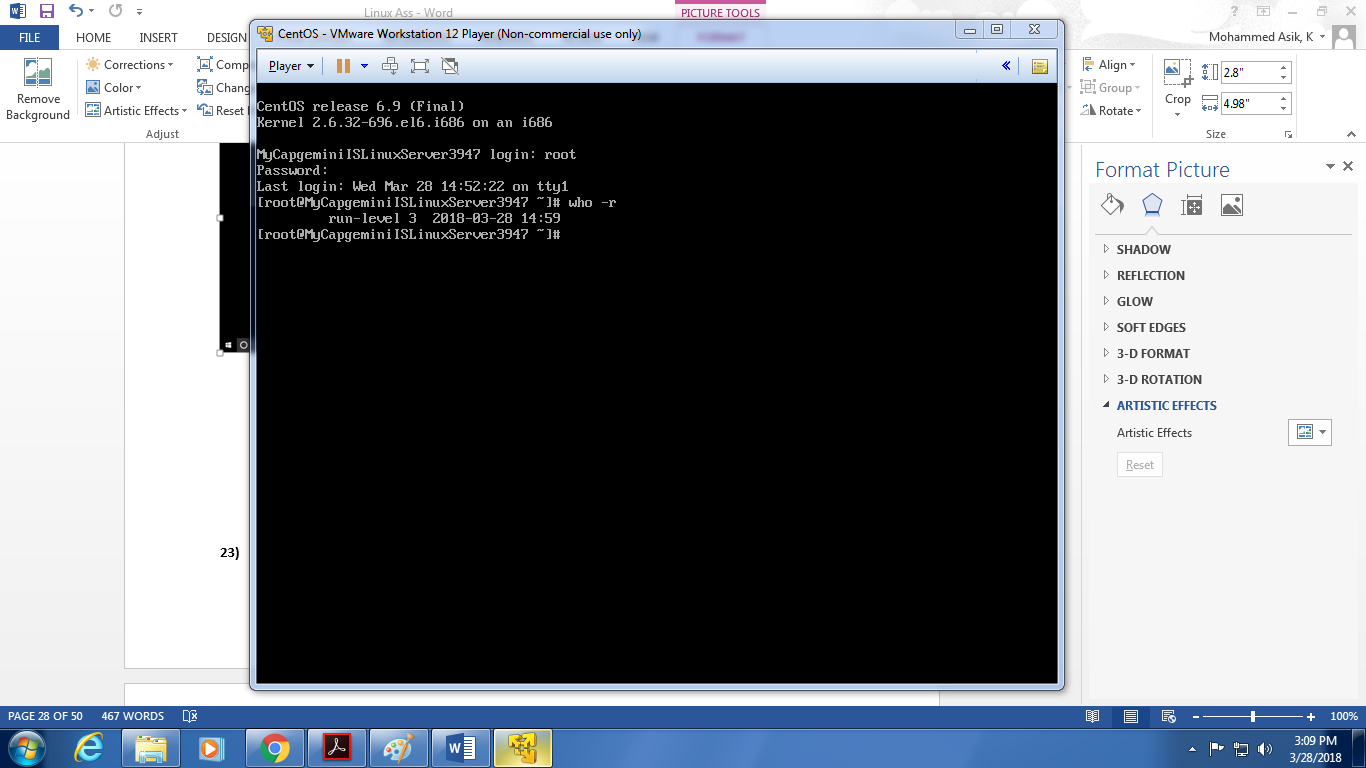 Linux Ass - Word
PICTURE TOOLS
FILE
HOME
INSERT
DESIGN
Mohammed Asik, K
Remove Background
Corrections
Color
Artistic Effects
Comp
Chang
Reset
Adjust
Align
Group
Rotate
Crop
2.8"
4.98"
Size
CentOS - VMware Workstation 12 Player (Non-commercial use only)
Player
CentOS release 6.9 (Final)
Kernel 2.6.32-696.el6.i686 on an i686
MyCapgeminiISLinuxServer3947 login: root
Password:
Last login: Wed Mar 28 14:52:22 on tty1
[root@MyCapgeminiISLinuxServer3947 ~]# who -r
run-level 3  2018-03-28 14:59
[root@MyCapgeminiISLinuxServer3947 ~]#
23)
Format Picture
SHADOW
REFLECTION
GLOW
SOFT EDGES
3-D FORMAT
3-D ROTATION
ARTISTIC EFFECTS
Artistic Effects
Reset
PAGE 28 OF 50
467 WORDS
100%
3:09 PM
3/28/2018